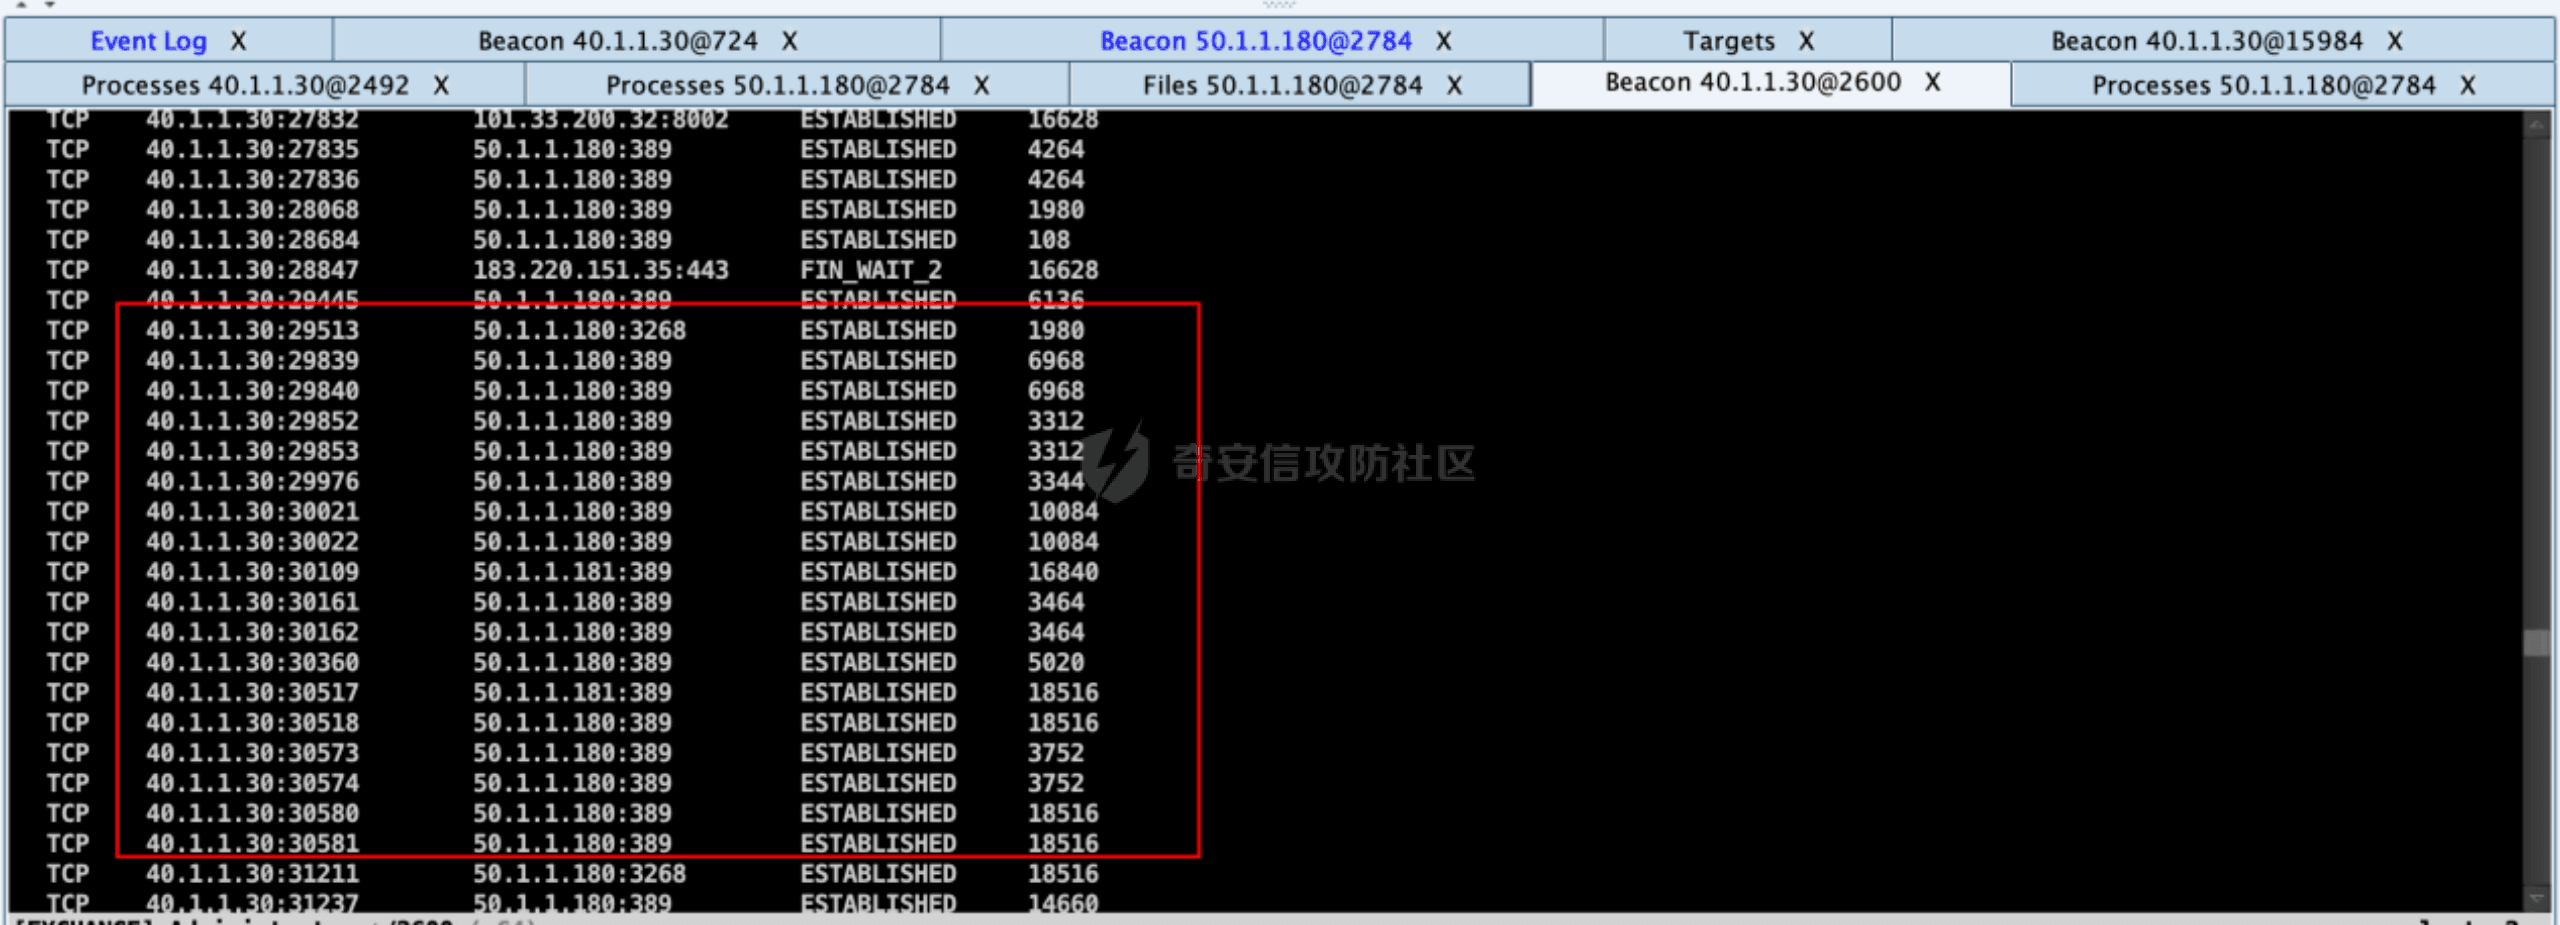 Event Log X Beacon 40.1.1.30@724 X Beacon 50.1.1.180@2784 X Targets X Beacon 40.1.1.30@15984 X
Processes 40.1.1.30@2492 X Processes 50.1.1.180@2784 X Files 50.1.1.180@2784 X Beacon 40.1.1.30@2600 X Processes 50.1.1.180@2784 X
TCP 40.1.1.30:27832 101.33.200.32:8002 ESTABLISHED 16628
TCP 40.1.1.30:27835 50.1.1.180:389 ESTABLISHED 4264
TCP 40.1.1.30:27836 50.1.1.180:389 ESTABLISHED 4264
TCP 40.1.1.30:28068 50.1.1.180:389 ESTABLISHED 1980
TCP 40.1.1.30:28684 50.1.1.180:389 ESTABLISHED 108
TCP 40.1.1.30:28847 183.220.151.35:443 FIN_WAIT_2 16628
TCP 40.1.1.30:29445 50.1.1.180:389 ESTABLISHED 6136
TCP 40.1.1.30:29513 50.1.1.180:3268 ESTABLISHED 1980
TCP 40.1.1.30:29839 50.1.1.180:389 ESTABLISHED 6968
TCP 40.1.1.30:29840 50.1.1.180:389 ESTABLISHED 6968
TCP 40.1.1.30:29852 50.1.1.180:389 ESTABLISHED 3312
TCP 40.1.1.30:29853 50.1.1.180:389 ESTABLISHED 3312
奇安信攻防社区
TCP 40.1.1.30:29976 50.1.1.180:389 ESTABLISHED 3344
TCP 40.1.1.30:30021 50.1.1.180:389 ESTABLISHED 10084
TCP 40.1.1.30:30022 50.1.1.180:389 ESTABLISHED 10084
TCP 40.1.1.30:30109 50.1.1.181:389 ESTABLISHED 16840
TCP 40.1.1.30:30161 50.1.1.180:389 ESTABLISHED 3464
TCP 40.1.1.30:30162 50.1.1.180:389 ESTABLISHED 3464
TCP 40.1.1.30:30360 50.1.1.180:389 ESTABLISHED 5020
TCP 40.1.1.30:30517 50.1.1.181:389 ESTABLISHED 18516
TCP 40.1.1.30:30518 50.1.1.180:389 ESTABLISHED 18516
TCP 40.1.1.30:30573 50.1.1.180:389 ESTABLISHED 3752
TCP 40.1.1.30:30574 50.1.1.180:389 ESTABLISHED 3752
TCP 40.1.1.30:30580 50.1.1.180:389 ESTABLISHED 18516
TCP 40.1.1.30:30581 50.1.1.180:389 ESTABLISHED 18516
TCP 40.1.1.30:31211 50.1.1.180:3268 ESTABLISHED 18516
TCP 40.1.1.30:31237 50.1.1.180:389 ESTABLISHED 14660